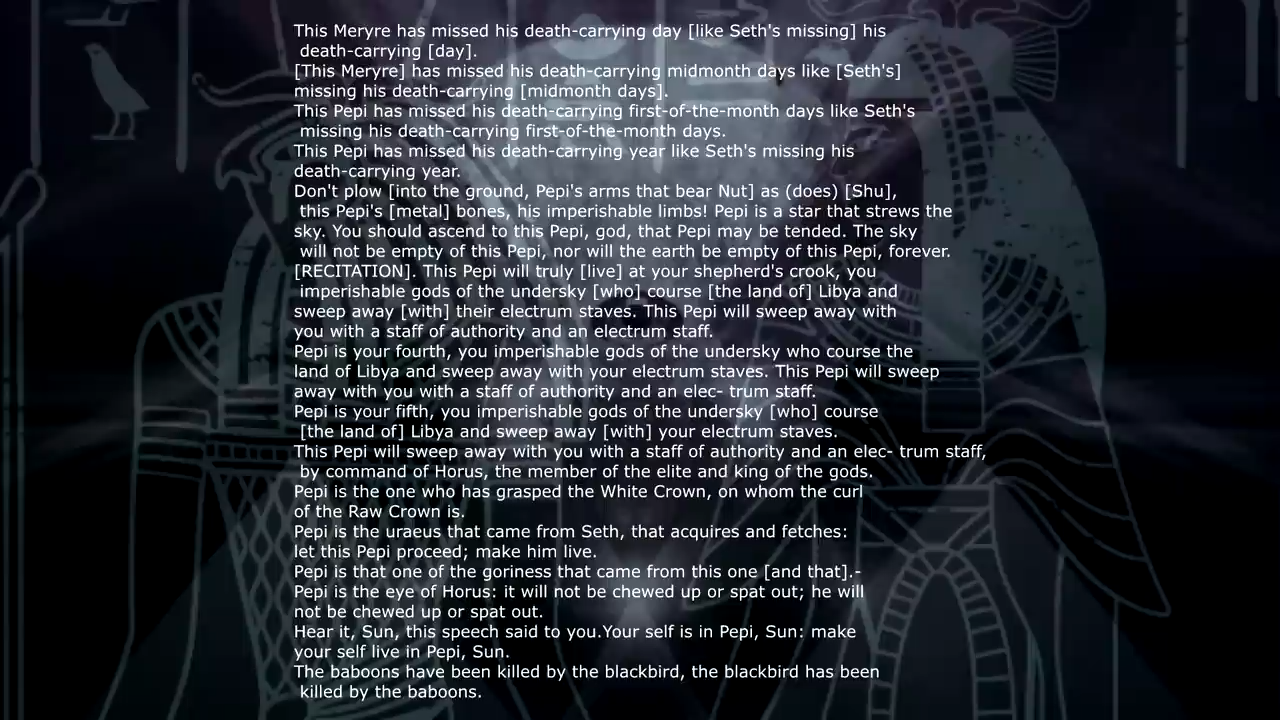 This Meryre has missed his death-carrying day [like Seth's missing] his
death-carrying [day].
[This Meryre] has missed his death-carrying midmonth days like [Seth's]
missing his death-carrying [midmonth days].
This Pepi has missed his death-carrying first-of-the-month days like Seth's
missing his death-carrying first-of-the-month days.
This Pepi has missed his death-carrying year like Seth's missing his
death-carrying year.
Don't plow [into the ground, Pepi's arms that bear Nut] as (does) [Shu],
this Pepi's [metal] bones, his imperishable limbs! Pepi is a star that strews the
sky. You should ascend to this Pepi, god, that Pepi may be tended. The sky
will not be empty of this Pepi, nor will the earth be empty of this Pepi, forever.
[RECITATION]. This Pepi will truly [live] at your shepherd's crook, you
imperishable gods of the undersky [who] course [the land of] Libya and
sweep away [with] their electrum staves. This Pepi will sweep away with
you with a staff of authority and an electrum staff.
Pepi is your fourth, you imperishable gods of the undersky who course the
land of Libya and sweep away with your electrum staves. This Pepi will sweep
away with you with a staff of authority and an elec- trum staff.
Pepi is your fifth, you imperishable gods of the undersky [who] course
[the land of] Libya and sweep away [with] your electrum staves.
This Pepi will sweep away with you with a staff of authority and an elec- trum staff,
by command of Horus, the member of the elite and king of the gods.
Pepi is the one who has grasped the White Crown, on whom the curl
of the Raw Crown is.
Pepi is the uraeus that came from Seth, that acquires and fetches:
let this Pepi proceed; make him live.
Pepi is that one of the goriness that came from this one [and that].-
Pepi is the eye of Horus: it will not be chewed up or spat out; he will
not be chewed up or spat out.
Hear it, Sun, this speech said to you.Your self is in Pepi, Sun: make
your self live in Pepi, Sun.
The baboons have been killed by the blackbird, the blackbird has been
killed by the baboons.